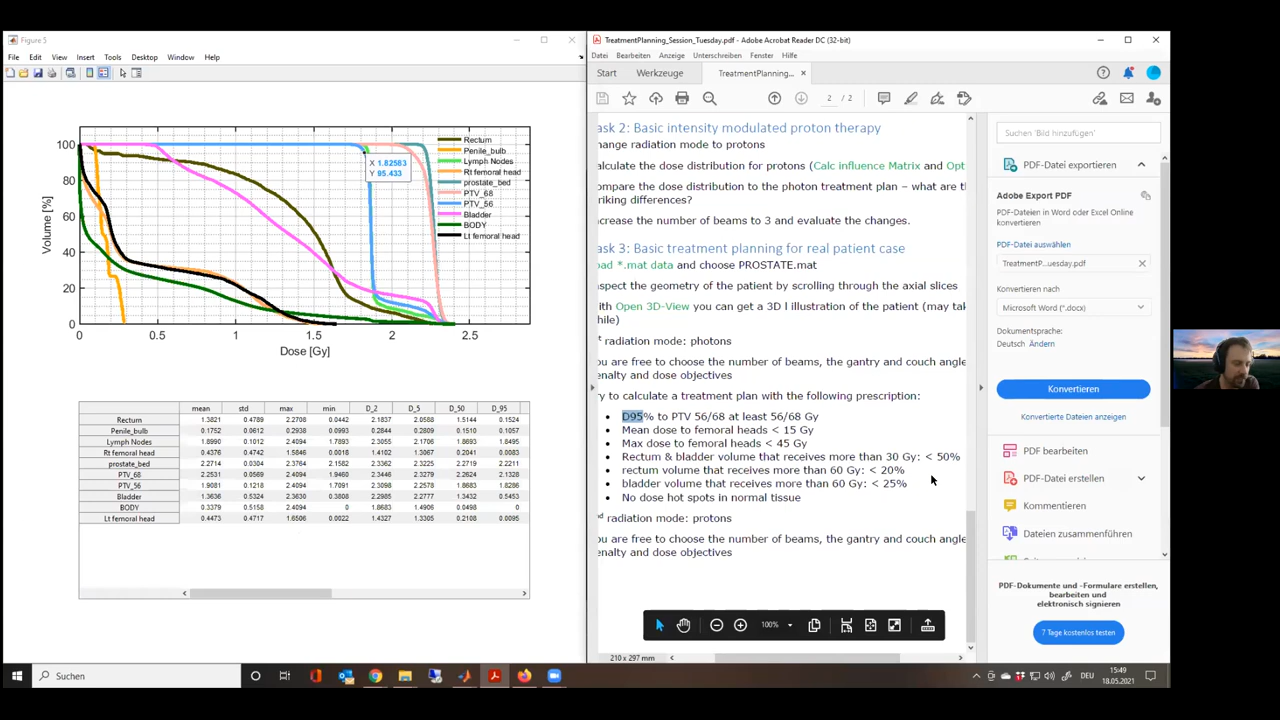 Figure 5
File Edit View Insert Tools Desktop Window Help
100
80
60
40
20
0
Volume [%]
0 0.5 1 1.5 2 2.5
Dose [Gy]
X 1.82583
Y 95.433
Rectum
Penile_bulb
Lymph Nodes
Rt femoral head
prostate_bed
PTV_68
PTV_56
Bladder
BODY
Lt femoral head
mean std max min D_2 D_5 D_50 D_95
Rectum 1.3821 0.4789 2.2708 0.0442 2.1837 2.0588 1.5144 0.1524
Penile_bulb 0.1752 0.0612 0.2938 0.0993 0.2844 0.2809 0.1510 0.1057
Lymph Nodes 1.8990 0.1012 2.4094 1.7893 2.3055 2.1706 1.8683 1.8495
Rt femoral head 0.4376 0.4742 1.5846 0.0018 1.4102 1.3067 0.2041 0.0083
prostate_bed 2.2714 0.0304 2.3764 2.1582 2.3362 2.3225 2.2719 2.2211
PTV_68 2.2531 0.0569 2.4094 1.9460 2.3446 2.3279 2.2624 2.1328
PTV_56 1.9081 0.1218 2.4094 1.7091 2.3098 2.2558 1.8683 1.8286
Bladder 1.3636 0.5324 2.3630 0.3808 2.2985 2.2777 1.3432 0.5453
BODY 0.3379 0.5158 2.4094 0 1.8683 1.4906 0.0498 0
Lt femoral head 0.4473 0.4717 1.6506 0.0022 1.4327 1.3305 0.2108 0.0095
TreatmentPlanning_Session_Tuesday.pdf - Adobe Acrobat Reader DC (32-bit)
Datei Bearbeiten Anzeige Unterschreiben Fenster Hilfe
Start Werkzeuge TreatmentPlanning...
2 / 2
ask 2: Basic intensity modulated proton therapy
hange radiation mode to protons
alculate the dose distribution for protons (Calc influence Matrix and Opt
ompare the dose distribution to the photon treatment plan – what are th
riking differences?
crease the number of beams to 3 and evaluate the changes.
ask 3: Basic treatment planning for real patient case
oad *.mat data and choose PROSTATE.mat
spect the geometry of the patient by scrolling through the axial slices
ith Open 3D-View you can get a 3D l illustration of the patient (may tak
hile)
radiation mode: photons
ou are free to choose the number of beams, the gantry and couch angle
enalty and dose objectives
ry to calculate a treatment plan with the following prescription:
• D95% to PTV 56/68 at least 56/68 Gy
• Mean dose to femoral heads < 15 Gy
• Max dose to femoral heads < 45 Gy
• Rectum & bladder volume that receives more than 30 Gy: < 50%
• rectum volume that receives more than 60 Gy: < 20%
• bladder volume that receives more than 60 Gy: < 25%
• No dose hot spots in normal tissue
radiation mode: protons
ou are free to choose the number of beams, the gantry and couch angle
enalty and dose objectives
100%
210 x 297 mm
Suchen 'Bild hinzufügen'
PDF-Datei exportieren
Adobe Export PDF
PDF-Dateien in Word oder Excel Online
konvertieren
PDF-Datei auswählen
TreatmentP...uesday.pdf
Konvertieren nach
Microsoft Word (*.docx)
Dokumentsprache:
Deutsch Ändern
Konvertieren
Konvertierte Dateien anzeigen
PDF bearbeiten
PDF-Datei erstellen
Kommentieren
Dateien zusammenführen
PDF-Dokumente und -Formulare erstellen,
bearbeiten und
elektronisch signieren
7 Tage kostenlos testen
Suchen
DEU
15:49
18.05.2021